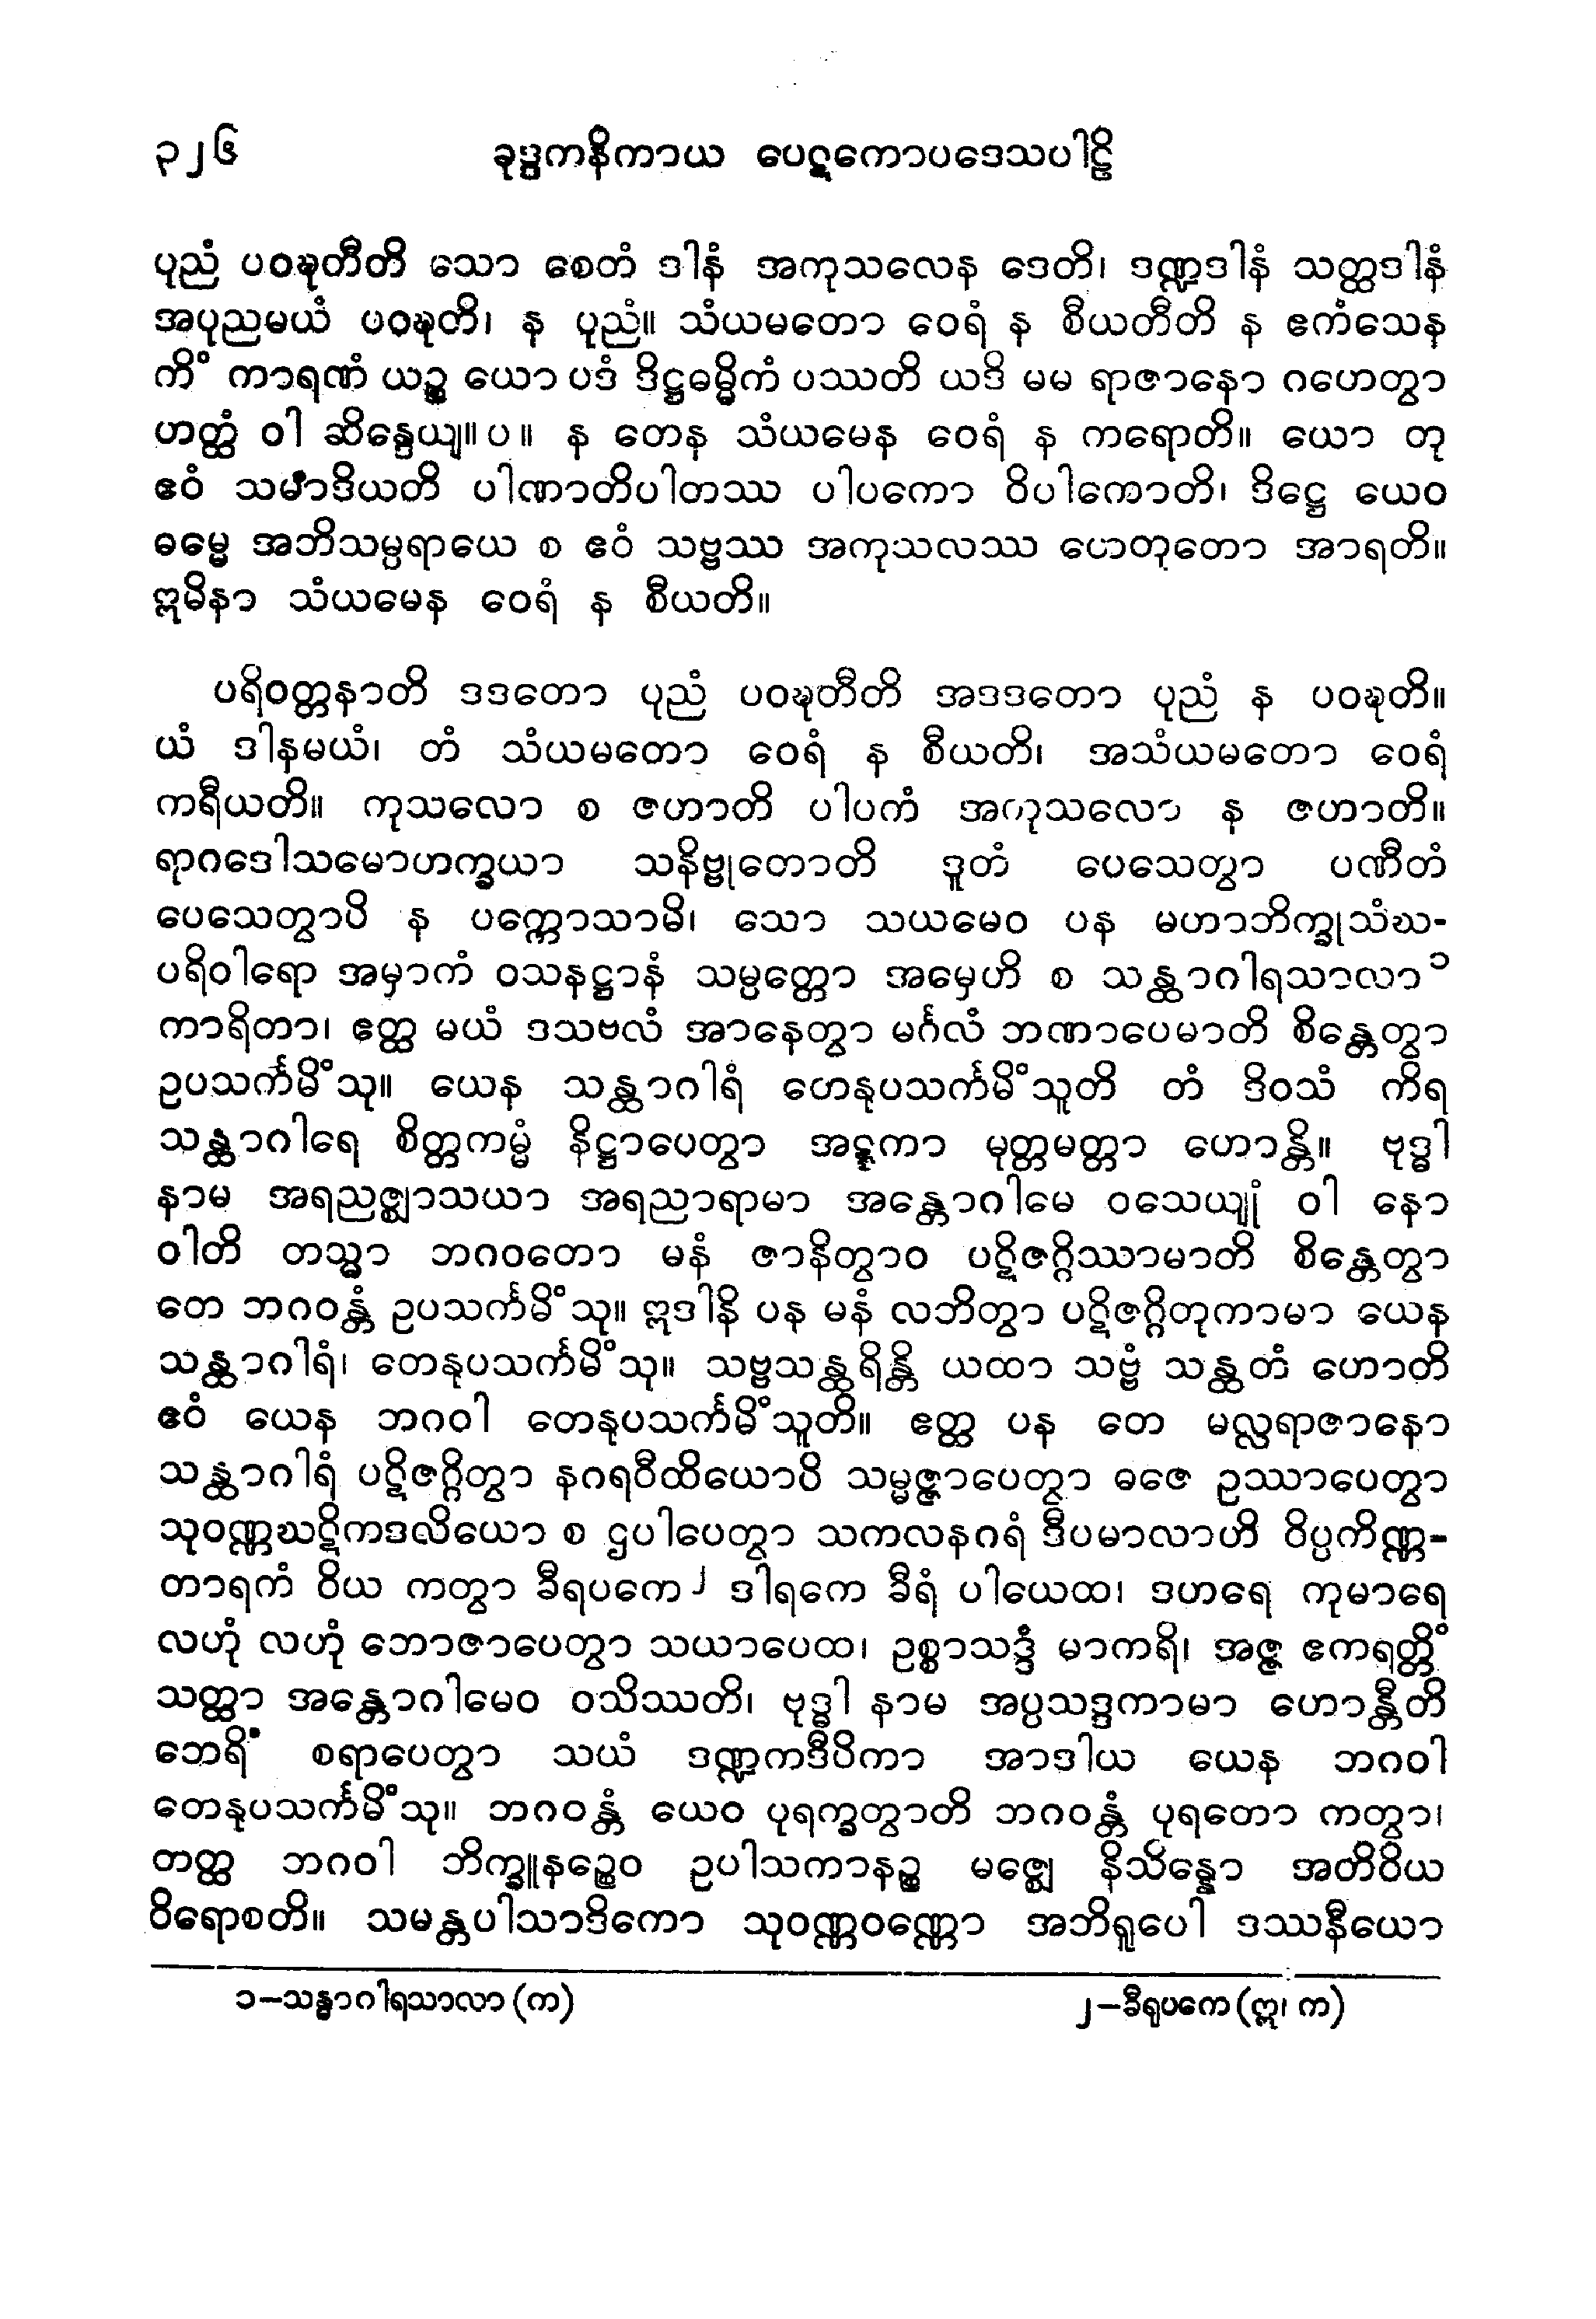 ၃၂၆ ခုဒ္ဒကနိကာယ ပေဋကောပဒေသပါဠိ
ပုညံ ပဝဍ္ဎတီတိ သော စေတံ ဒါနံ အကုသလေန ဒေတိ၊ ဒဏ္ဍဒါနံ သတ္ထဒါနံ
အပုညမယံ ပဝဍ္ဎတိ၊ န ပုညံ။ သံယမတော ဝေရံ န စီယတီတိ န ဧကံသေန
ကိံ ကာရဏံ ယဉ္စ ယော ပဒံ ဒိဋ္ဌဓမ္မိကံ ပဿတိ ယဒိ မမ ရာဇာနော ဂဟေတွာ
ဟတ္ထံ ဝါ ဆိန္ဒေယျ။ ပ ။ န တေန သံယမေန ဝေရံ န ကရောတိ။ ယော တု
ဧဝံ သမာဒိယတိ ပါဏာတိပါတဿ ပါပကော ဝိပါကောတိ၊ ဒိဋ္ဌေ ယေဝ
ဓမ္မေ အဘိသမ္ပရာယေ စ ဧဝံ သဗ္ဗဿ အကုသလဿ ဟေတုတော အာရတိ။
ဣမိနာ သံယမေန ဝေရံ န စီယတိ။
ပရိဝတ္တနာတိ ဒဒတော ပုညံ ပဝဍ္ဎတီတိ အဒဒတော ပုညံ န ပဝဍ္ဎတိ။
ယံ ဒါနမယံ၊ တံ သံယမတော ဝေရံ န စီယတိ၊ အသံယမတော ဝေရံ
ကရီယတိ။ ကုသလော စ ဇဟာတိ ပါပကံ အကုသလော န ဇဟာတိ။
ရာဂဒေါသမောဟက္ခယာ သနိဗ္ဗုတောတိ ဒူတံ ပေသေတွာ ပဏီတံ
ပေသေတွာပိ န ပက္ကောသာမိ၊ သော သယမေဝ ပန မဟာဘိက္ခုသံဃ-
ပရိဝါရော အမှာကံ ဝသနဋ္ဌာနံ သမ္ပတ္တော အမှေဟိ စ သန္ထာဂါရသာလာ ၁
ကာရိတာ၊ ဧတ္ထ မယံ ဒသဗလံ အာနေတွာ မင်္ဂလံ ဘဏာပေမာတိ စိန္တေတွာ
ဥပသင်္ကမိံသု။ ယေန သန္ထာဂါရံ ဟေနုပသင်္ကမိံသူတိ တံ ဒိဝသံ ကိရ
သန္ထာဂါရေ စိတ္တကမ္မံ နိဋ္ဌာပေတွာ အဋ္ဋကာ မုတ္တမတ္တာ ဟောန္တိ။ ဗုဒ္ဓါ
နာမ အရညဇ္ဈာသယာ အရညာရာမာ အန္တောဂါမေ ဝသေယျုံ ဝါ နော
ဝါတိ တသ္မာ ဘဂဝတော မနံ ဇာနိတွာဝ ပဋိဇဂ္ဂိဿာမာတိ စိန္တေတွာ
တေ ဘဂဝန္တံ ဥပသင်္ကမိံသု။ ဣဒါနိ ပန မနံ လဘိတွာ ပဋိဇဂ္ဂိတုကာမာ ယေန
သန္ထာဂါရံ၊ တေနုပသင်္ကမိံသု။ သဗ္ဗသန္ထရိန္တိ ယထာ သဗ္ဗံ သန္ထတံ ဟောတိ
ဧဝံ ယေန ဘဂဝါ တေနုပသင်္ကမိံသူတိ။ ဧတ္ထ ပန တေ မလ္လရာဇာနော
သန္ထာဂါရံ ပဋိဇဂ္ဂိတွာ နဂရဝီထိယောပိ သမ္မဇ္ဇာပေတွာ ဓဇေ ဥဿာပေတွာ
သုဝဏ္ဏဃဋိကဒလိယော စ ဌပါပေတွာ သကလနဂရံ ဒီပမာလာဟိ ဝိပ္ပကိဏ္ဏ-
တာရကံ ဝိယ ကတွာ ခီရပကေ ၂ ဒါရကေ ခီရံ ပါယေထ၊ ဒဟရေ ကုမာရေ
လဟုံ လဟုံ ဘောဇာပေတွာ သယာပေထ၊ ဥစ္စာသဒ္ဒံ မာကရိ၊ အဇ္ဇ ဧကရတ္တိံ
သတ္ထာ အန္တောဂါမေဝ ဝသိဿတိ၊ ဗုဒ္ဓါ နာမ အပ္ပသဒ္ဒကာမာ ဟောန္တီတိ
ဘေရိံ စရာပေတွာ သယံ ဒဏ္ဍကဒီပိကာ အာဒါယ ယေန ဘဂဝါ
တေနုပသင်္ကမိံသု။ ဘဂဝန္တံ ယေဝ ပုရက္ခတွာတိ ဘဂဝန္တံ ပုရတော ကတွာ၊
တတ္ထ ဘဂဝါ ဘိက္ခူနဉ္စေဝ ဥပါသကာနဉ္စ မဇ္ဈေ နိသိန္နော အတိဝိယ
ဝိရောစတိ။ သမန္တပါသာဒိကော သုဝဏ္ဏဝဏ္ဏော အဘိရူပေါ ဒဿနီယော
၁–သန္ဓာဂါရသာလာ (က) ၂–ခီရုပကေ (ဣ၊ က)